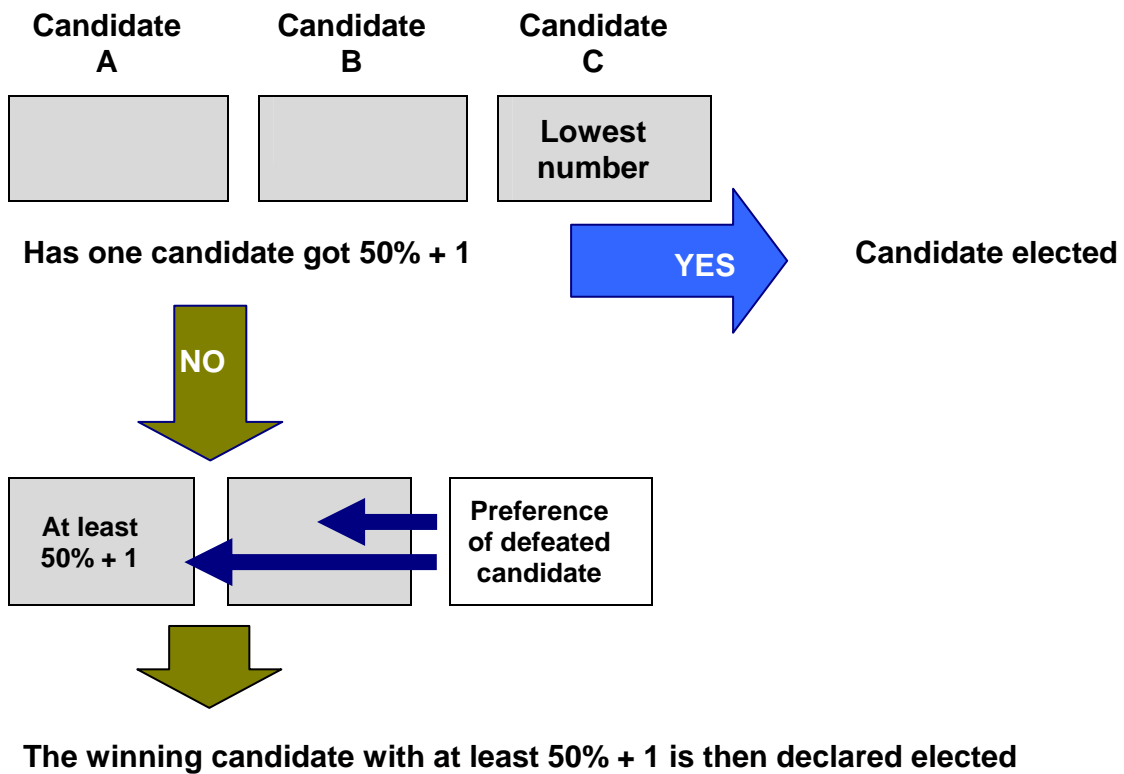 Candidate
A
Candidate
B
Candidate
C
Lowest
number
Has one candidate got 50% + 1
YES
Candidate elected
NO
At least
50% + 1
Preference
of defeated
candidate
The winning candidate with at least 50% + 1 is then declared elected